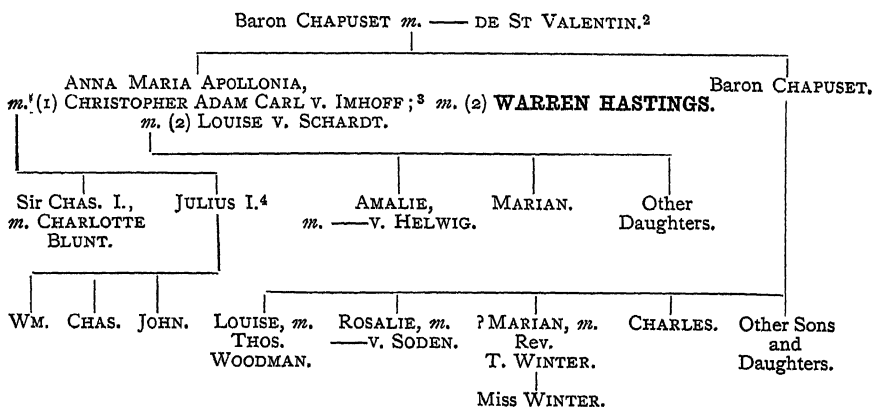 Baron CHAPUSET m. —— DE ST VALENTIN.²
ANNA MARIA APOLLONIA,
Baron CHAPUSET.
m. (1) CHRISTOPHER ADAM CARL V. IMHOFF;³ m. (2) WARREN HASTINGS.
m. (2) LOUISE V. SCHARDT.
Sir CHAS. I.,
m. CHARLOTTE
BLUNT.
JULIUS I.⁴
AMALIE,
m. ——V. HELWIG.
MARIAN.
Other
Daughters.
WM.
CHAS.
JOHN.
LOUISE, m.
THOS.
WOODMAN.
ROSALIE, m.
——V. SODEN.
? MARIAN, m.
Rev.
T. WINTER.
CHARLES.
Other Sons
and
Daughters.
Miss WINTER.